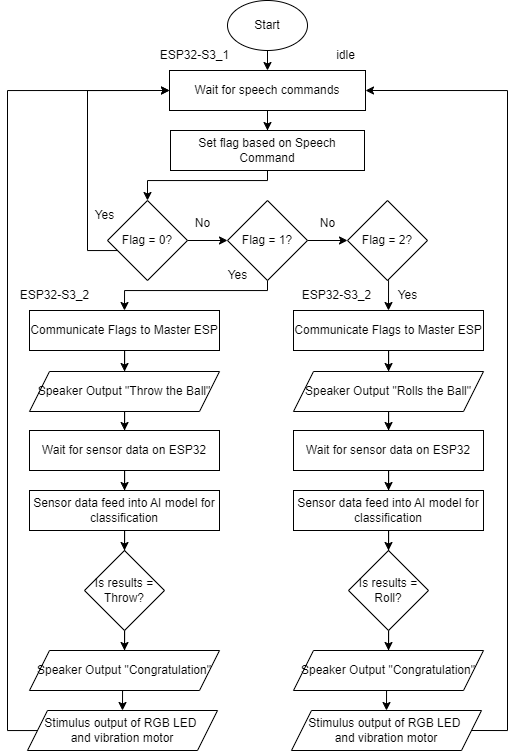 Start
ESP32-S3_1
idle
Wait for speech commands
Set flag based on Speech
Command
Yes
Flag = 0?
No
Flag = 1?
No
Flag = 2?
Yes
ESP32-S3_2
ESP32-S3_2
Yes
Communicate Flags to Master ESP
Communicate Flags to Master ESP
Speaker Output "Throw the Ball"
Speaker Output "Rolls the Ball"
Wait for sensor data on ESP32
Wait for sensor data on ESP32
Sensor data feed into AI model for
classification
Sensor data feed into AI model for
classification
Is results =
Throw?
Is results =
Roll?
Speaker Output "Congratulation"
Speaker Output "Congratulation"
Stimulus output of RGB LED
and vibration motor
Stimulus output of RGB LED
and vibration motor